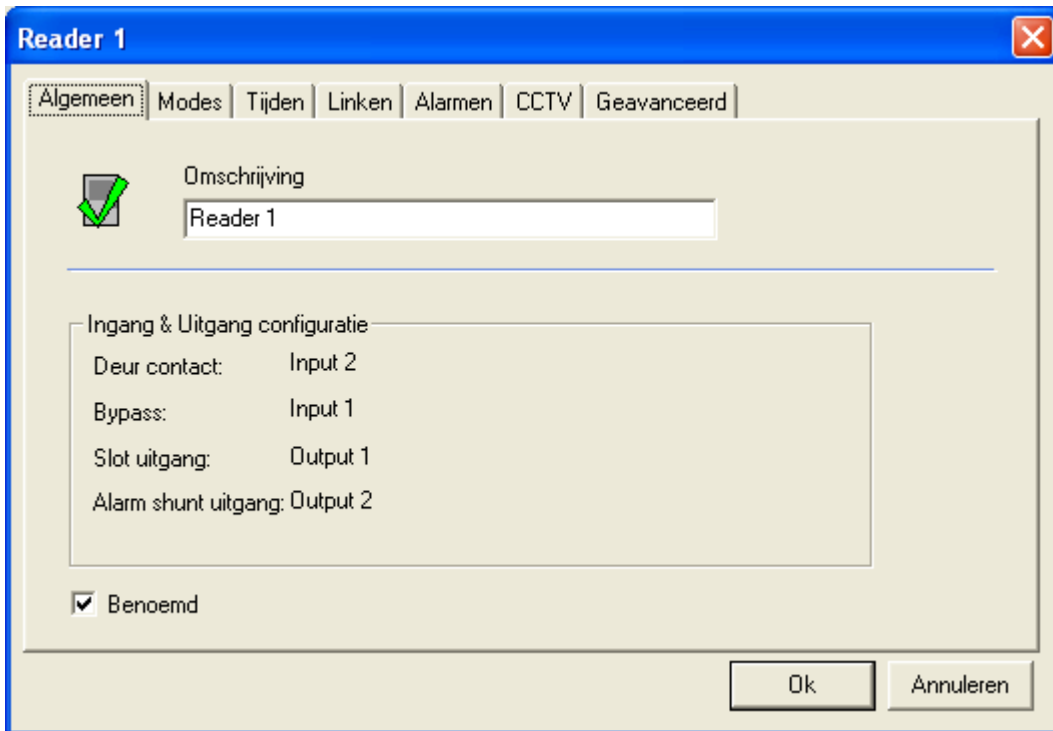 Reader 1
Algemeen Modes Tijden Linken Alarmen CCTV Geavanceerd
Omschrijving
Reader 1
Ingang & Uitgang configuratie
Deur contact: Input 2
Bypass: Input 1
Slot uitgang: Output 1
Alarm shunt uitgang: Output 2
Benoemd
Ok Annuleren